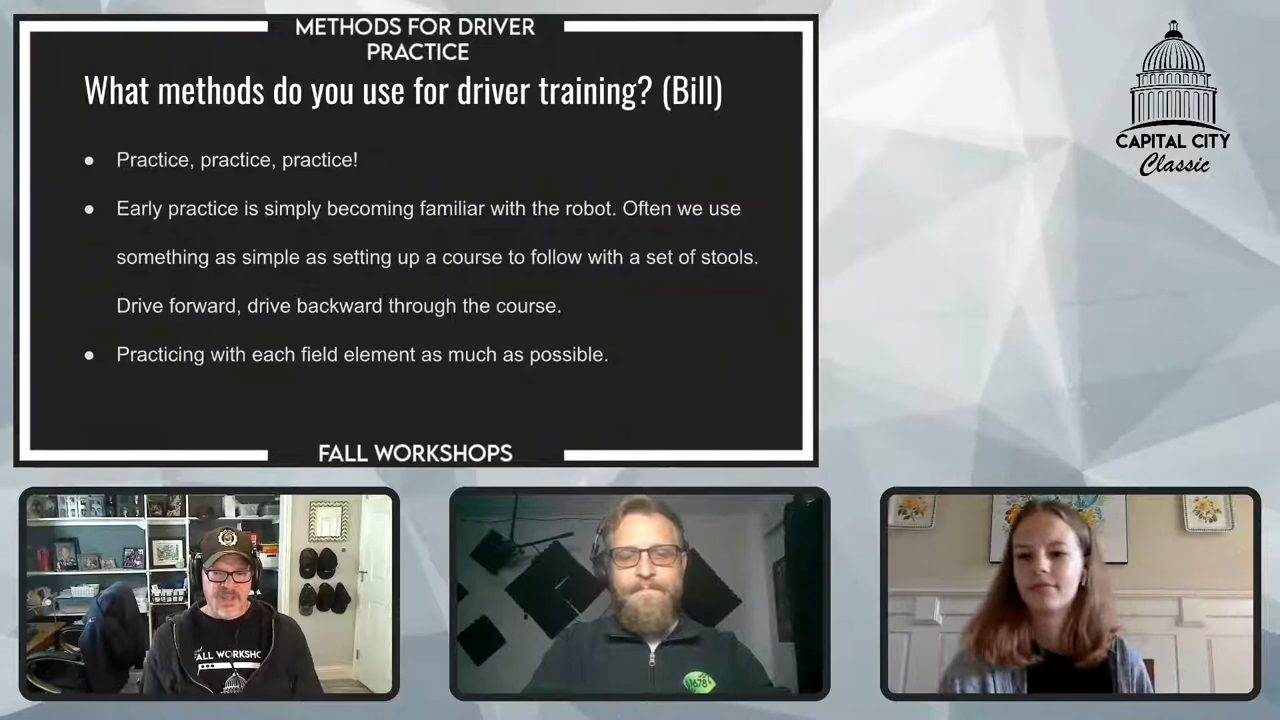 METHODS FOR DRIVER
PRACTICE
What methods do you use for driver training? (Bill)
● Practice, practice, practice!
● Early practice is simply becoming familiar with the robot. Often we use
something as simple as setting up a course to follow with a set of stools.
Drive forward, drive backward through the course.
● Practicing with each field element as much as possible.
FALL WORKSHOPS
CAPITAL CITY
Classic
1678